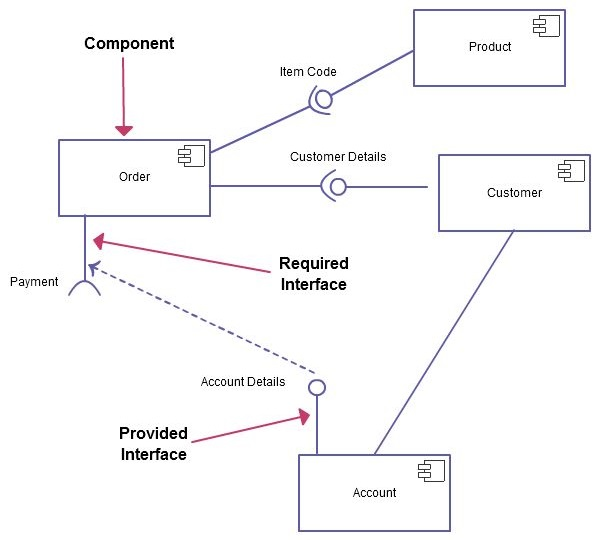 Component
Product
Item Code
Customer Details
Order
Customer
Required
Interface
Payment
Account Details
Provided
Interface
Account